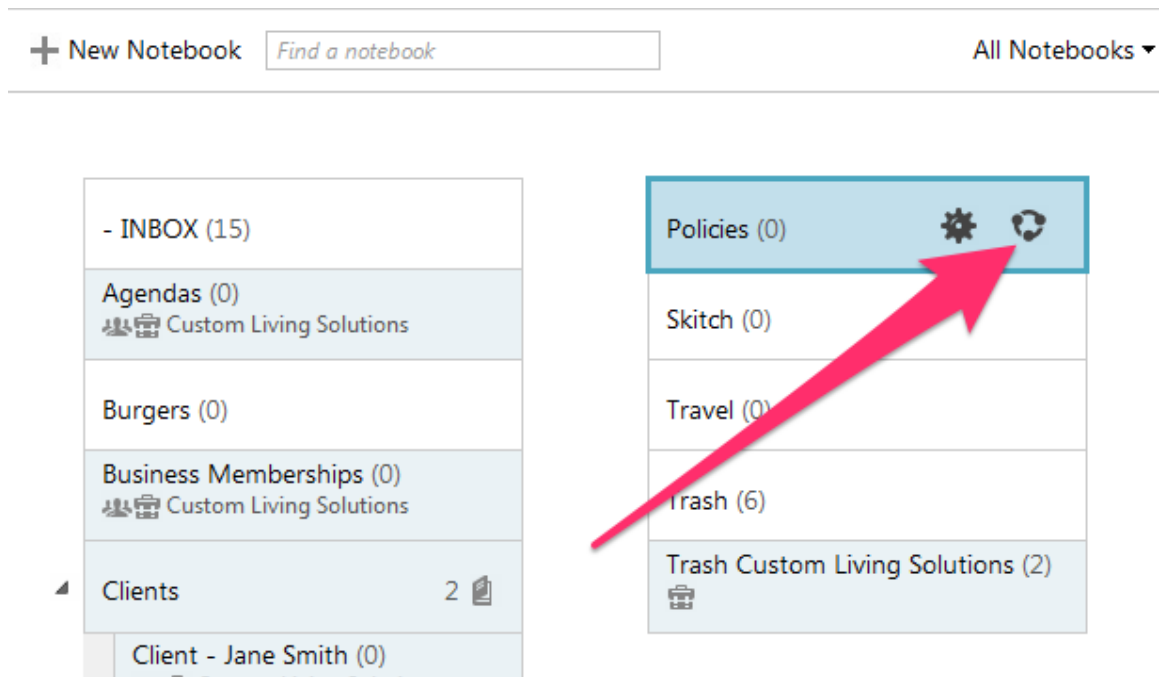 New Notebook
Find a notebook
All Notebooks
- INBOX (15)
Agendas (0)
Custom Living Solutions
Burgers (0)
Business Memberships (0)
Custom Living Solutions
Clients 2
Client - Jane Smith (0)
Policies (0)
Skitch (0)
Travel (0)
Trash (6)
Trash Custom Living Solutions (2)